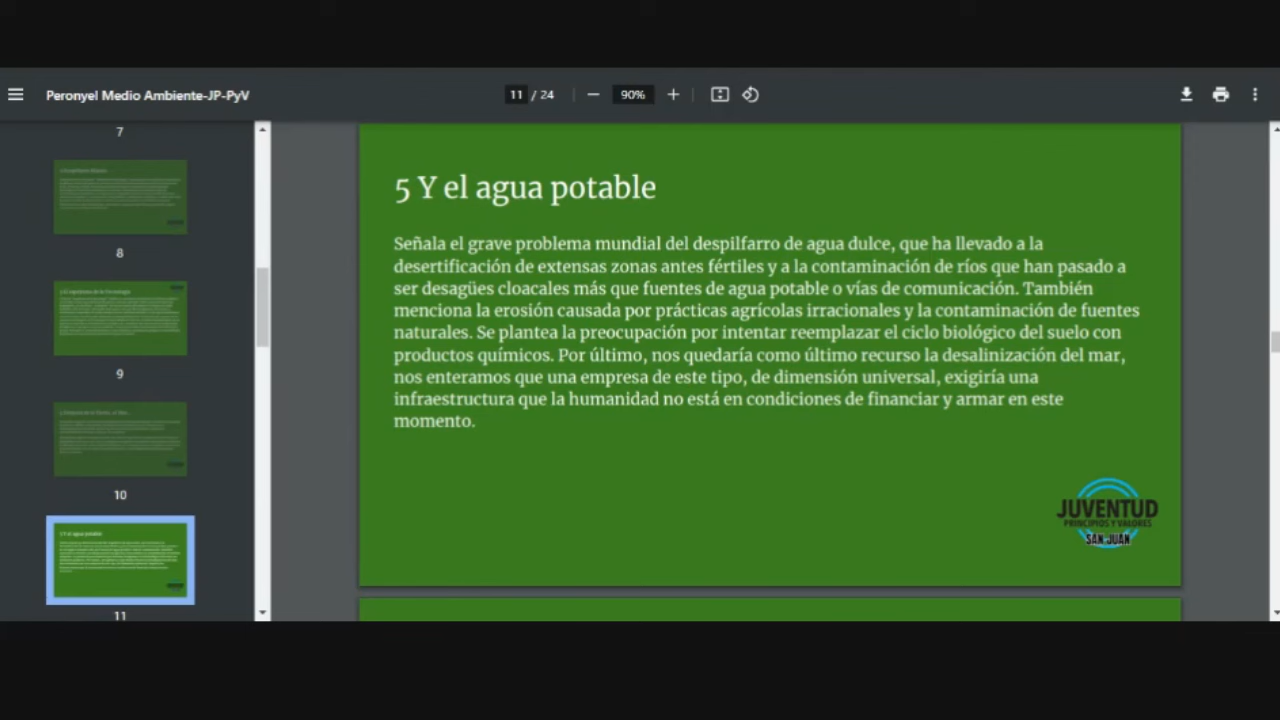 Peronyel Medio Ambiente-JP-PyV
11 / 24
90%
7
8
9
10
11
5 Y el agua potable
Señala el grave problema mundial del despilfarro de agua dulce, que ha llevado a la
desertificación de extensas zonas antes fértiles y a la contaminación de ríos que han pasado a
ser desagües cloacales más que fuentes de agua potable o vías de comunicación. También
menciona la erosión causada por prácticas agrícolas irracionales y la contaminación de fuentes
naturales. Se plantea la preocupación por intentar reemplazar el ciclo biológico del suelo con
productos químicos. Por último, nos quedaría como último recurso la desalinización del mar,
nos enteramos que una empresa de este tipo, de dimensión universal, exigiría una
infraestructura que la humanidad no está en condiciones de financiar y armar en este
momento.
JUVENTUD
PRINCIPIOS Y VALORES
SAN JUAN